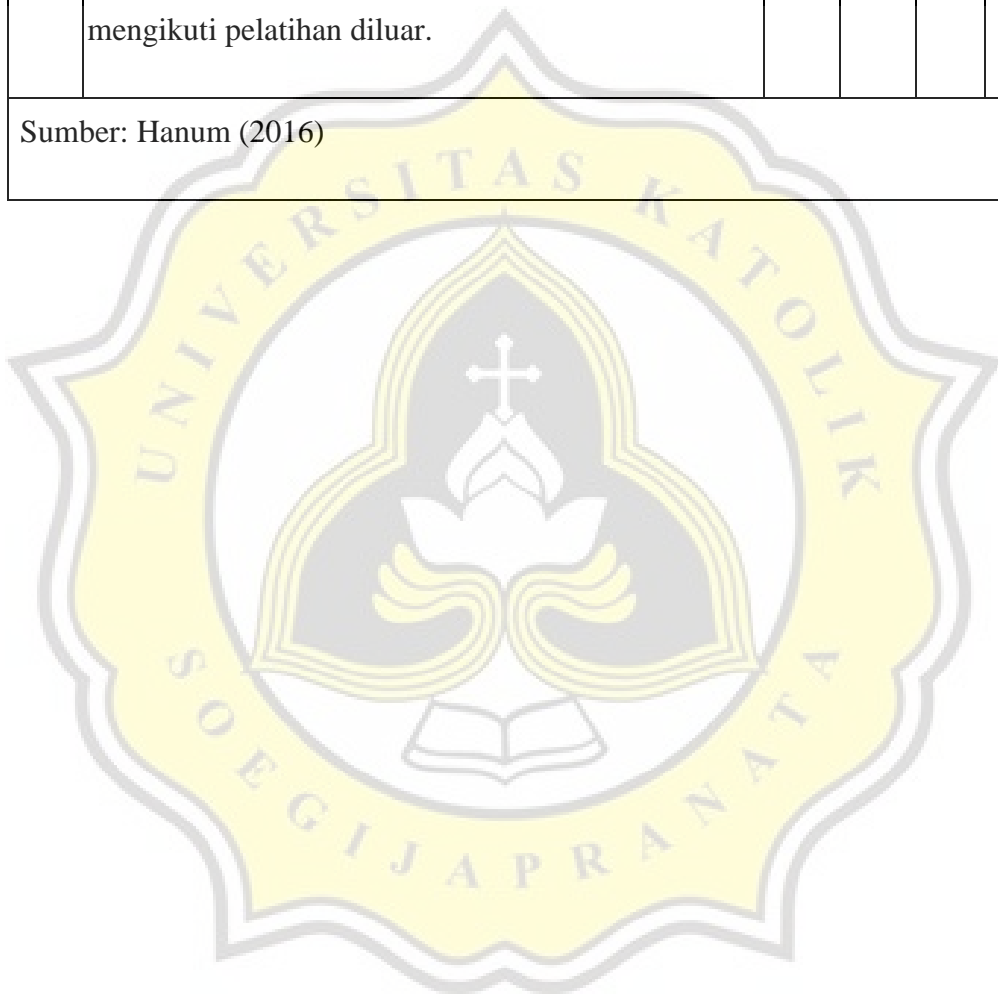 mengikuti pelatihan diluar.
Sumber: Hanum (2016)
UNIVERSITAS KATOLIK
SOEGIJAPRANATA